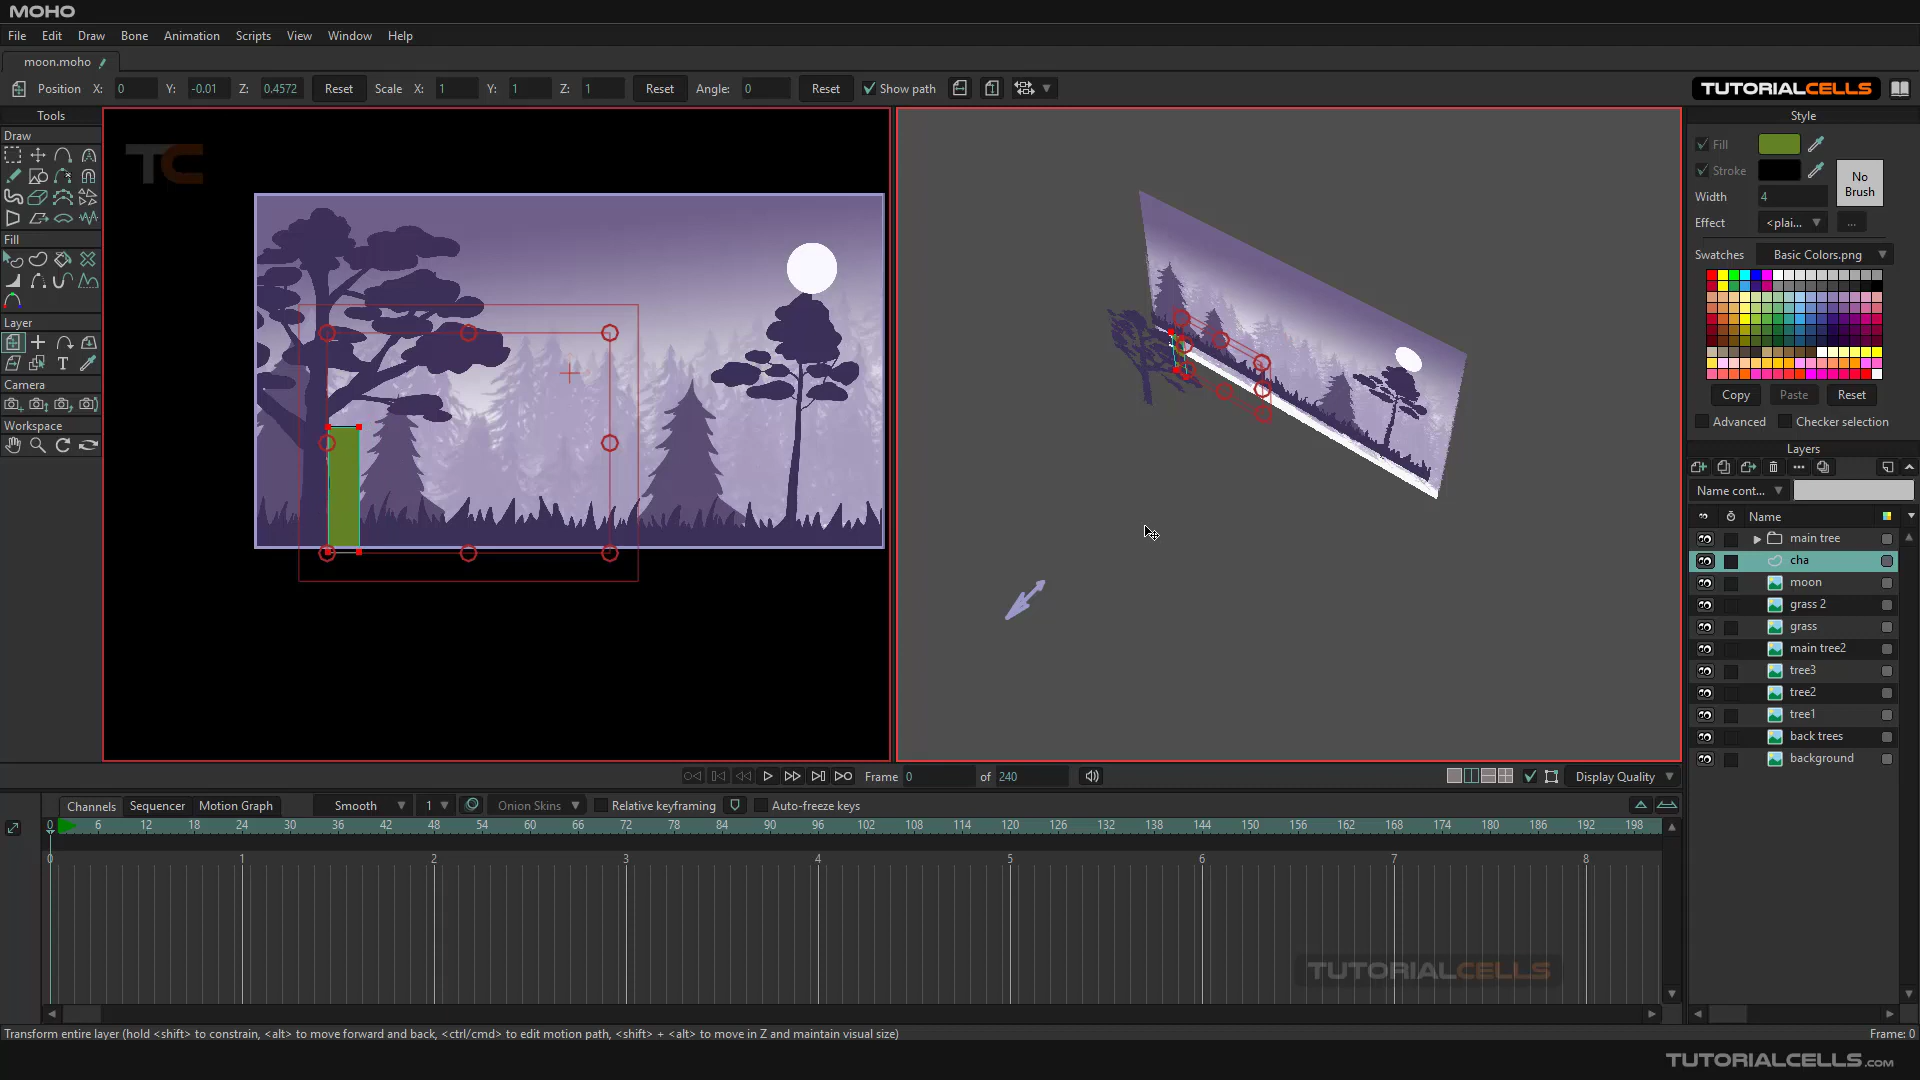 MOHO
File Edit Draw Bone Animation Scripts View Window Help
moon.moho
Position X: 0 Y: -0.01 Z: 0.4572 Reset Scale X: 1 Y: 1 Z: 1 Reset Angle: 0 Reset Show path
TUTORIALCELLS
Tools
Draw
Fill
Layer
T
Camera
Workspace
TC
Style
Fill
Stroke
No
Brush
Width 4
Effect <plai... ...
Swatches Basic Colors.png
Copy Paste Reset
Advanced Checker selection
Layers
Name cont...
Name
main tree
cha
moon
grass 2
grass
main tree2
tree3
tree2
tree1
back trees
background
Frame 0 of 240 Display Quality
Channels Sequencer Motion Graph Smooth 1 Onion Skins Relative keyframing Auto-freeze keys
0 6 12 18 24 30 36 42 48 54 60 66 72 78 84 90 96 102 108 114 120 126 132 138 144 150 156 162 168 174 180 186 192 198
0 1 2 3 4 5 6 7 8
TUTORIALCELLS
Transform entire layer (hold <shift> to constrain, <alt> to move forward and back, <ctrl/cmd> to edit motion path, <shift> + <alt> to move in Z and maintain visual size)
Frame: 0
TUTORIALCELLS.COM